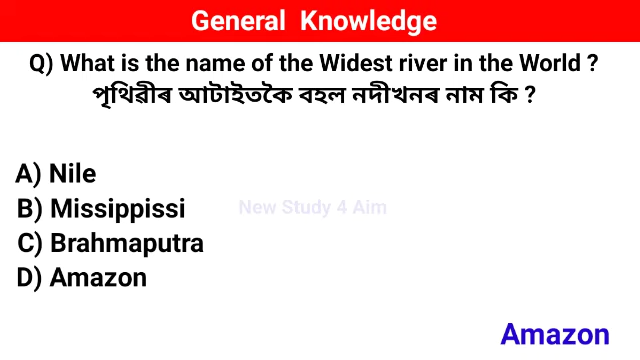 General Knowledge
Q) What is the name of the Widest river in the World ?
পৃথিৱীৰ আটাইতকৈ বহল নদীখনৰ নাম কি ?
A) Nile
B) Missippissi
New Study 4 Aim
C) Brahmaputra
D) Amazon
Amazon